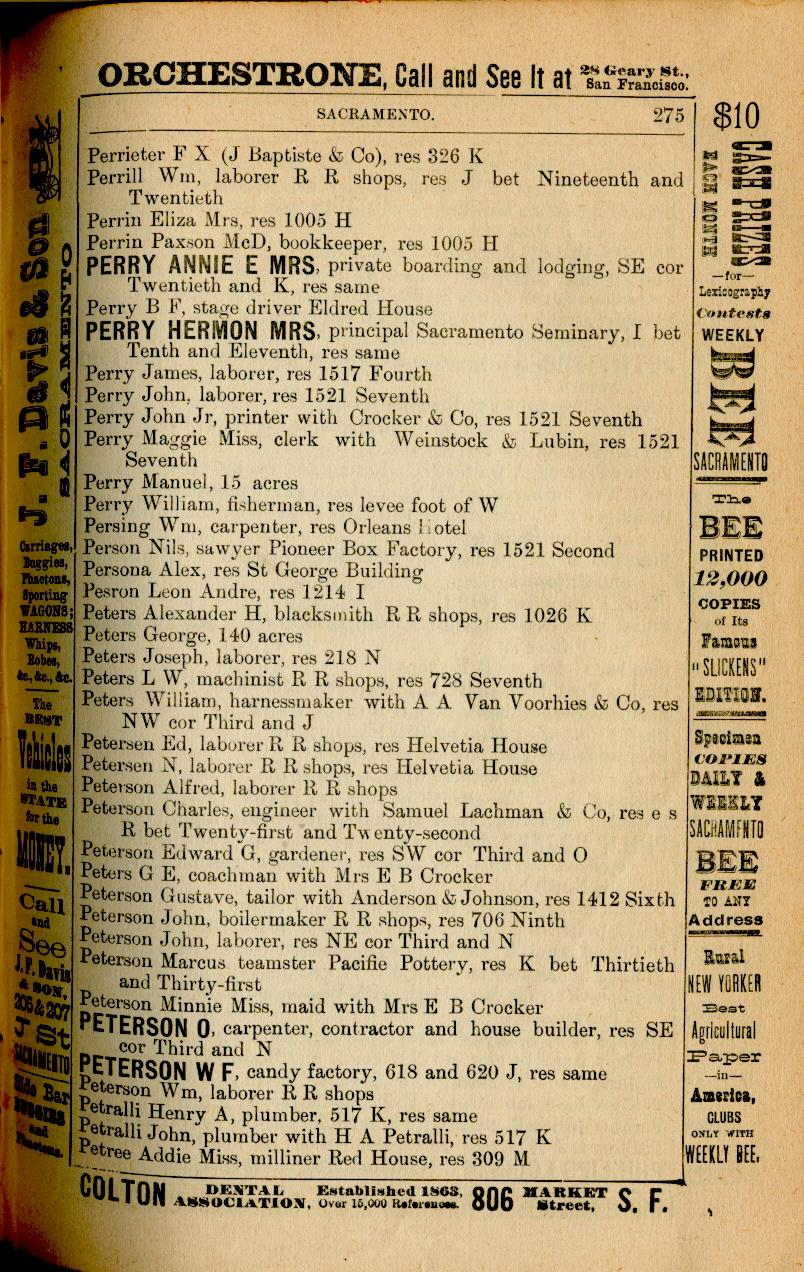 ORCHESTRONE, Call and See It at 28 Geary St., San Francisco.
SACRAMENTO. 275
Perrieter F X (J Baptiste & Co), res 326 K
Perrill Wm, laborer R R shops, res J bet Nineteenth and
Twentieth
Perrin Eliza Mrs, res 1005 H
Perrin Paxson McD, bookkeeper, res 1005 H
PERRY ANNIE E MRS, private boarding and lodging, SE cor
Twentieth and K, res same
Perry B F, stage driver Eldred House
PERRY HERMON MRS, principal Sacramento Seminary, I bet
Tenth and Eleventh, res same
Perry James, laborer, res 1517 Fourth
Perry John, laborer, res 1521 Seventh
Perry John Jr, printer with Crocker & Co, res 1521 Seventh
Perry Maggie Miss, clerk with Weinstock & Lubin, res 1521
Seventh
Perry Manuel, 15 acres
Perry William, fisherman, res levee foot of W
Persing Wm, carpenter, res Orleans Hotel
Person Nils, sawyer Pioneer Box Factory, res 1521 Second
Persona Alex, res St George Building
Pesron Leon Andre, res 1214 I
Peters Alexander H, blacksmith R R shops, res 1026 K
Peters George, 140 acres
Peters Joseph, laborer, res 218 N
Peters L W, machinist R R shops, res 728 Seventh
Peters William, harnessmaker with A A Van Voorhies & Co, res
NW cor Third and J
Petersen Ed, laborer R R shops, res Helvetia House
Petersen N, laborer R R shops, res Helvetia House
Peterson Alfred, laborer R R shops
Peterson Charles, engineer with Samuel Lachman & Co, res e s
R bet Twenty-first and Twenty-second
Peterson Edward G, gardener, res SW cor Third and O
Peters G E, coachman with Mrs E B Crocker
Peterson Gustave, tailor with Anderson & Johnson, res 1412 Sixth
Peterson John, boilermaker R R shops, res 706 Ninth
Peterson John, laborer, res NE cor Third and N
Peterson Marcus teamster Pacific Pottery, res K bet Thirtieth
and Thirty-first
Peterson Minnie Miss, maid with Mrs E B Crocker
PETERSON O, carpenter, contractor and house builder, res SE
cor Third and N
PETERSON W F, candy factory, 618 and 620 J, res same
Peterson Wm, laborer R R shops
Petralli Henry A, plumber, 517 K, res same
Petralli John, plumber with H A Petralli, res 517 K
Petree Addie Miss, milliner Red House, res 309 M
COLTON DENTAL ASSOCIATION, Established 1863, Over 15,000 References. 806 MARKET Street, S. F.
J. F. Davis & Son
SACRAMENTO
Carriages,
Buggies,
Phaetons,
Sporting
WAGONS;
HARNESS
Whips,
Robes,
&c., &c., &c.
The
BEST
Vehicles
in the
STATE
for the
MONEY.
Call
and
See
J. F. Davis
& SON,
205 & 207
J St
SACRAMENTO
Side Bar
and
Phaetons.
$10
CASH PRIZES
EACH MONTH
—for—
Lexicography
Contests
WEEKLY
BEE
SACRAMENTO
The
BEE
PRINTED
12,000
COPIES
of Its
Famous
"SLICKENS"
EDITION.
Specimen
COPIES
DAILY &
WEEKLY
SACRAMENTO
BEE
FREE
TO ANY
Address
Rural
NEW YORKER
Best
Agricultural
Paper
—in—
America,
CLUBS
ONLY WITH
WEEKLY BEE.